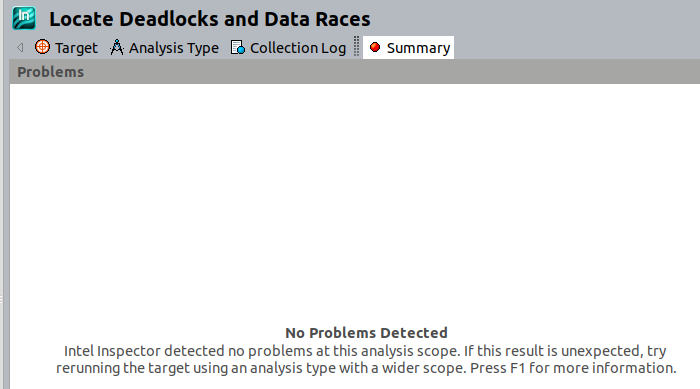 In
Locate Deadlocks and Data Races
Target Analysis Type Collection Log Summary
Problems
No Problems Detected
Intel Inspector detected no problems at this analysis scope. If this result is unexpected, try
rerunning the target using an analysis type with a wider scope. Press F1 for more information.